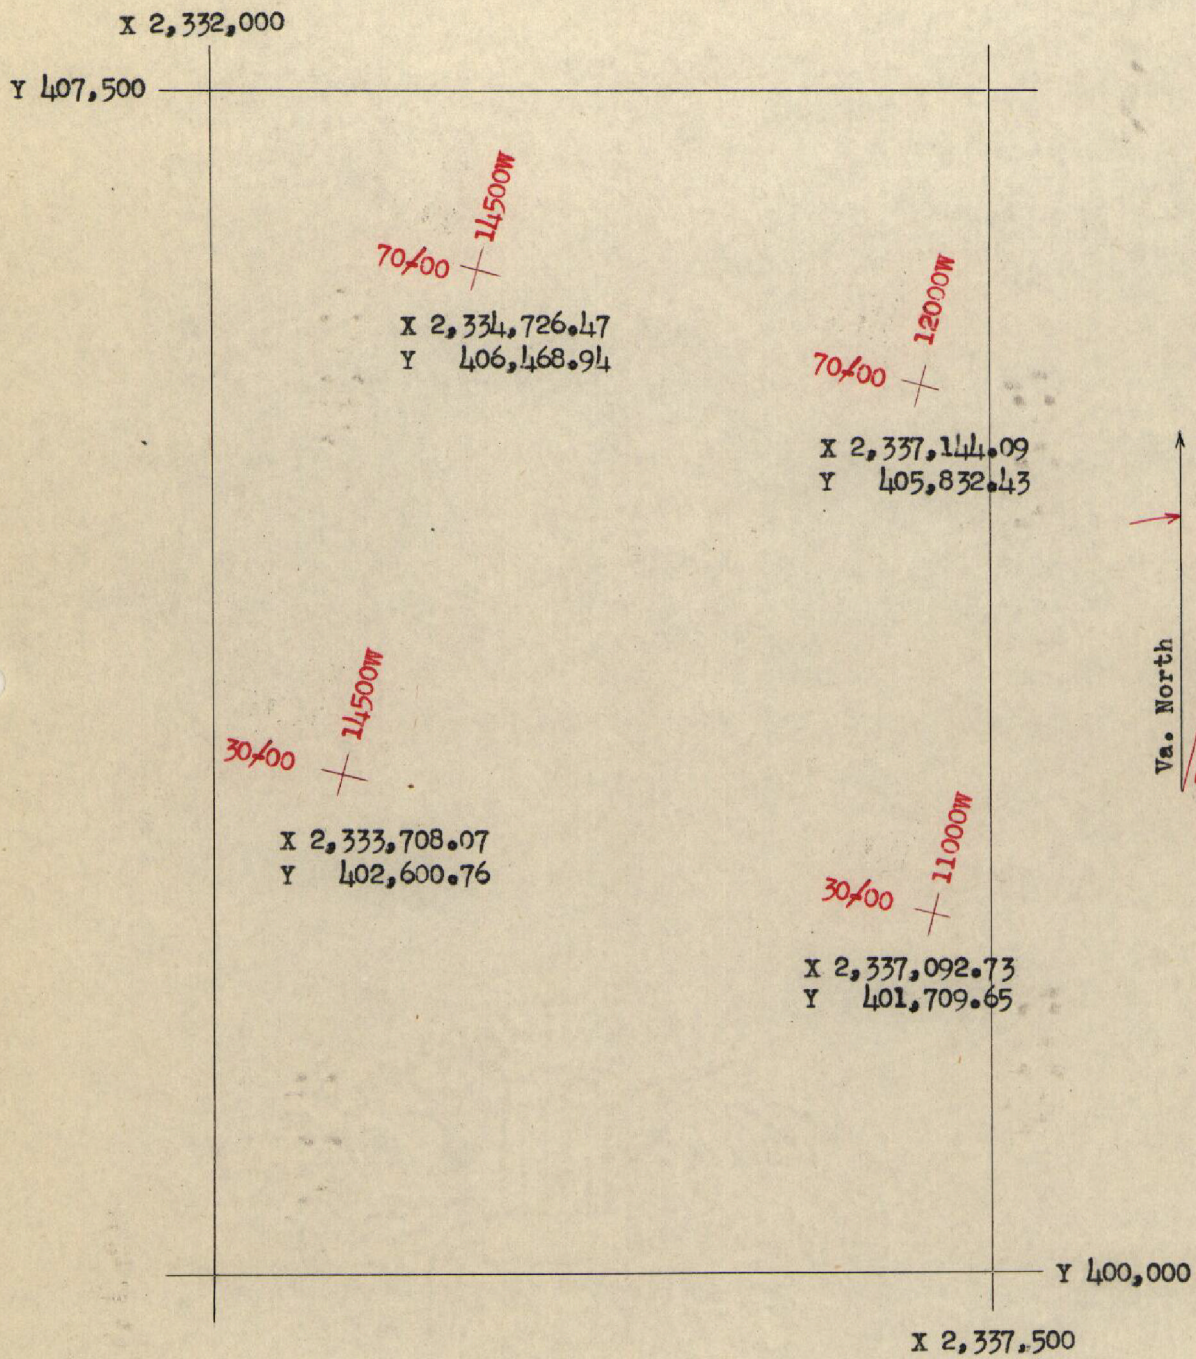 X 2,332,000
Y 407,500
14500W
70+00
X 2,334,726.47
Y 406,468.94
12000W
70+00
X 2,337,144.09
Y 405,832.43
Va. North
14500W
30+00
X 2,333,708.07
Y 402,600.76
11000W
30+00
X 2,337,092.73
Y 401,709.65
Y 400,000
X 2,337,500